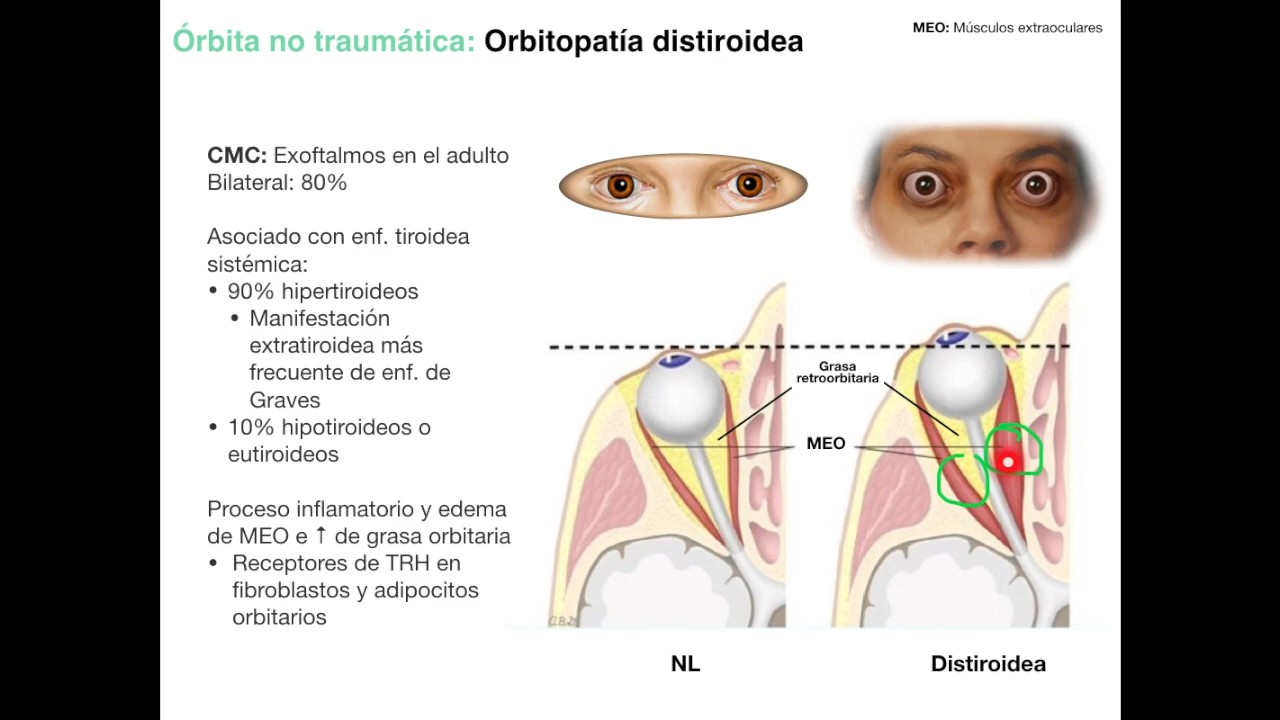 Órbita no traumática: Orbitopatía distiroidea
MEO: Músculos extraoculares
CMC: Exoftalmos en el adulto
Bilateral: 80%
Asociado con enf. tiroidea
sistémica:
• 90% hipertiroideos
• Manifestación
extratiroidea más
frecuente de enf. de
Graves
• 10% hipotiroideos o
eutiroideos
Proceso inflamatorio y edema
de MEO e ↑ de grasa orbitaria
• Receptores de TRH en
fibroblastos y adipocitos
orbitarios
Grasa
retroorbitaria
MEO
NL
Distiroidea